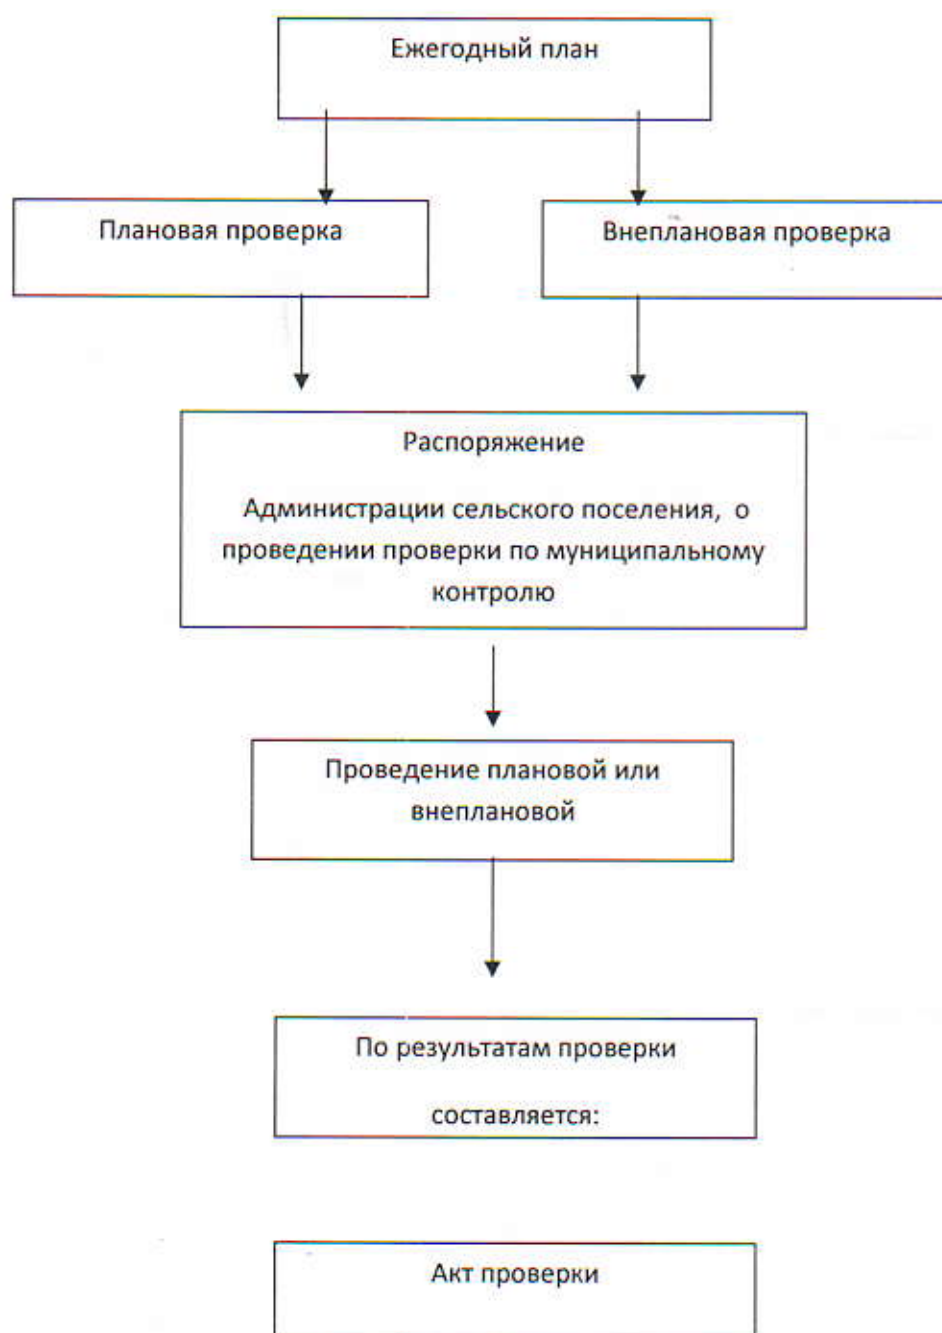 Ежегодный план
Плановая проверка
Внеплановая проверка
Распоряжение
Администрации сельского поселения, о
проведении проверки по муниципальному
контролю
Проведение плановой или
внеплановой
По результатам проверки
составляется:
Акт проверки